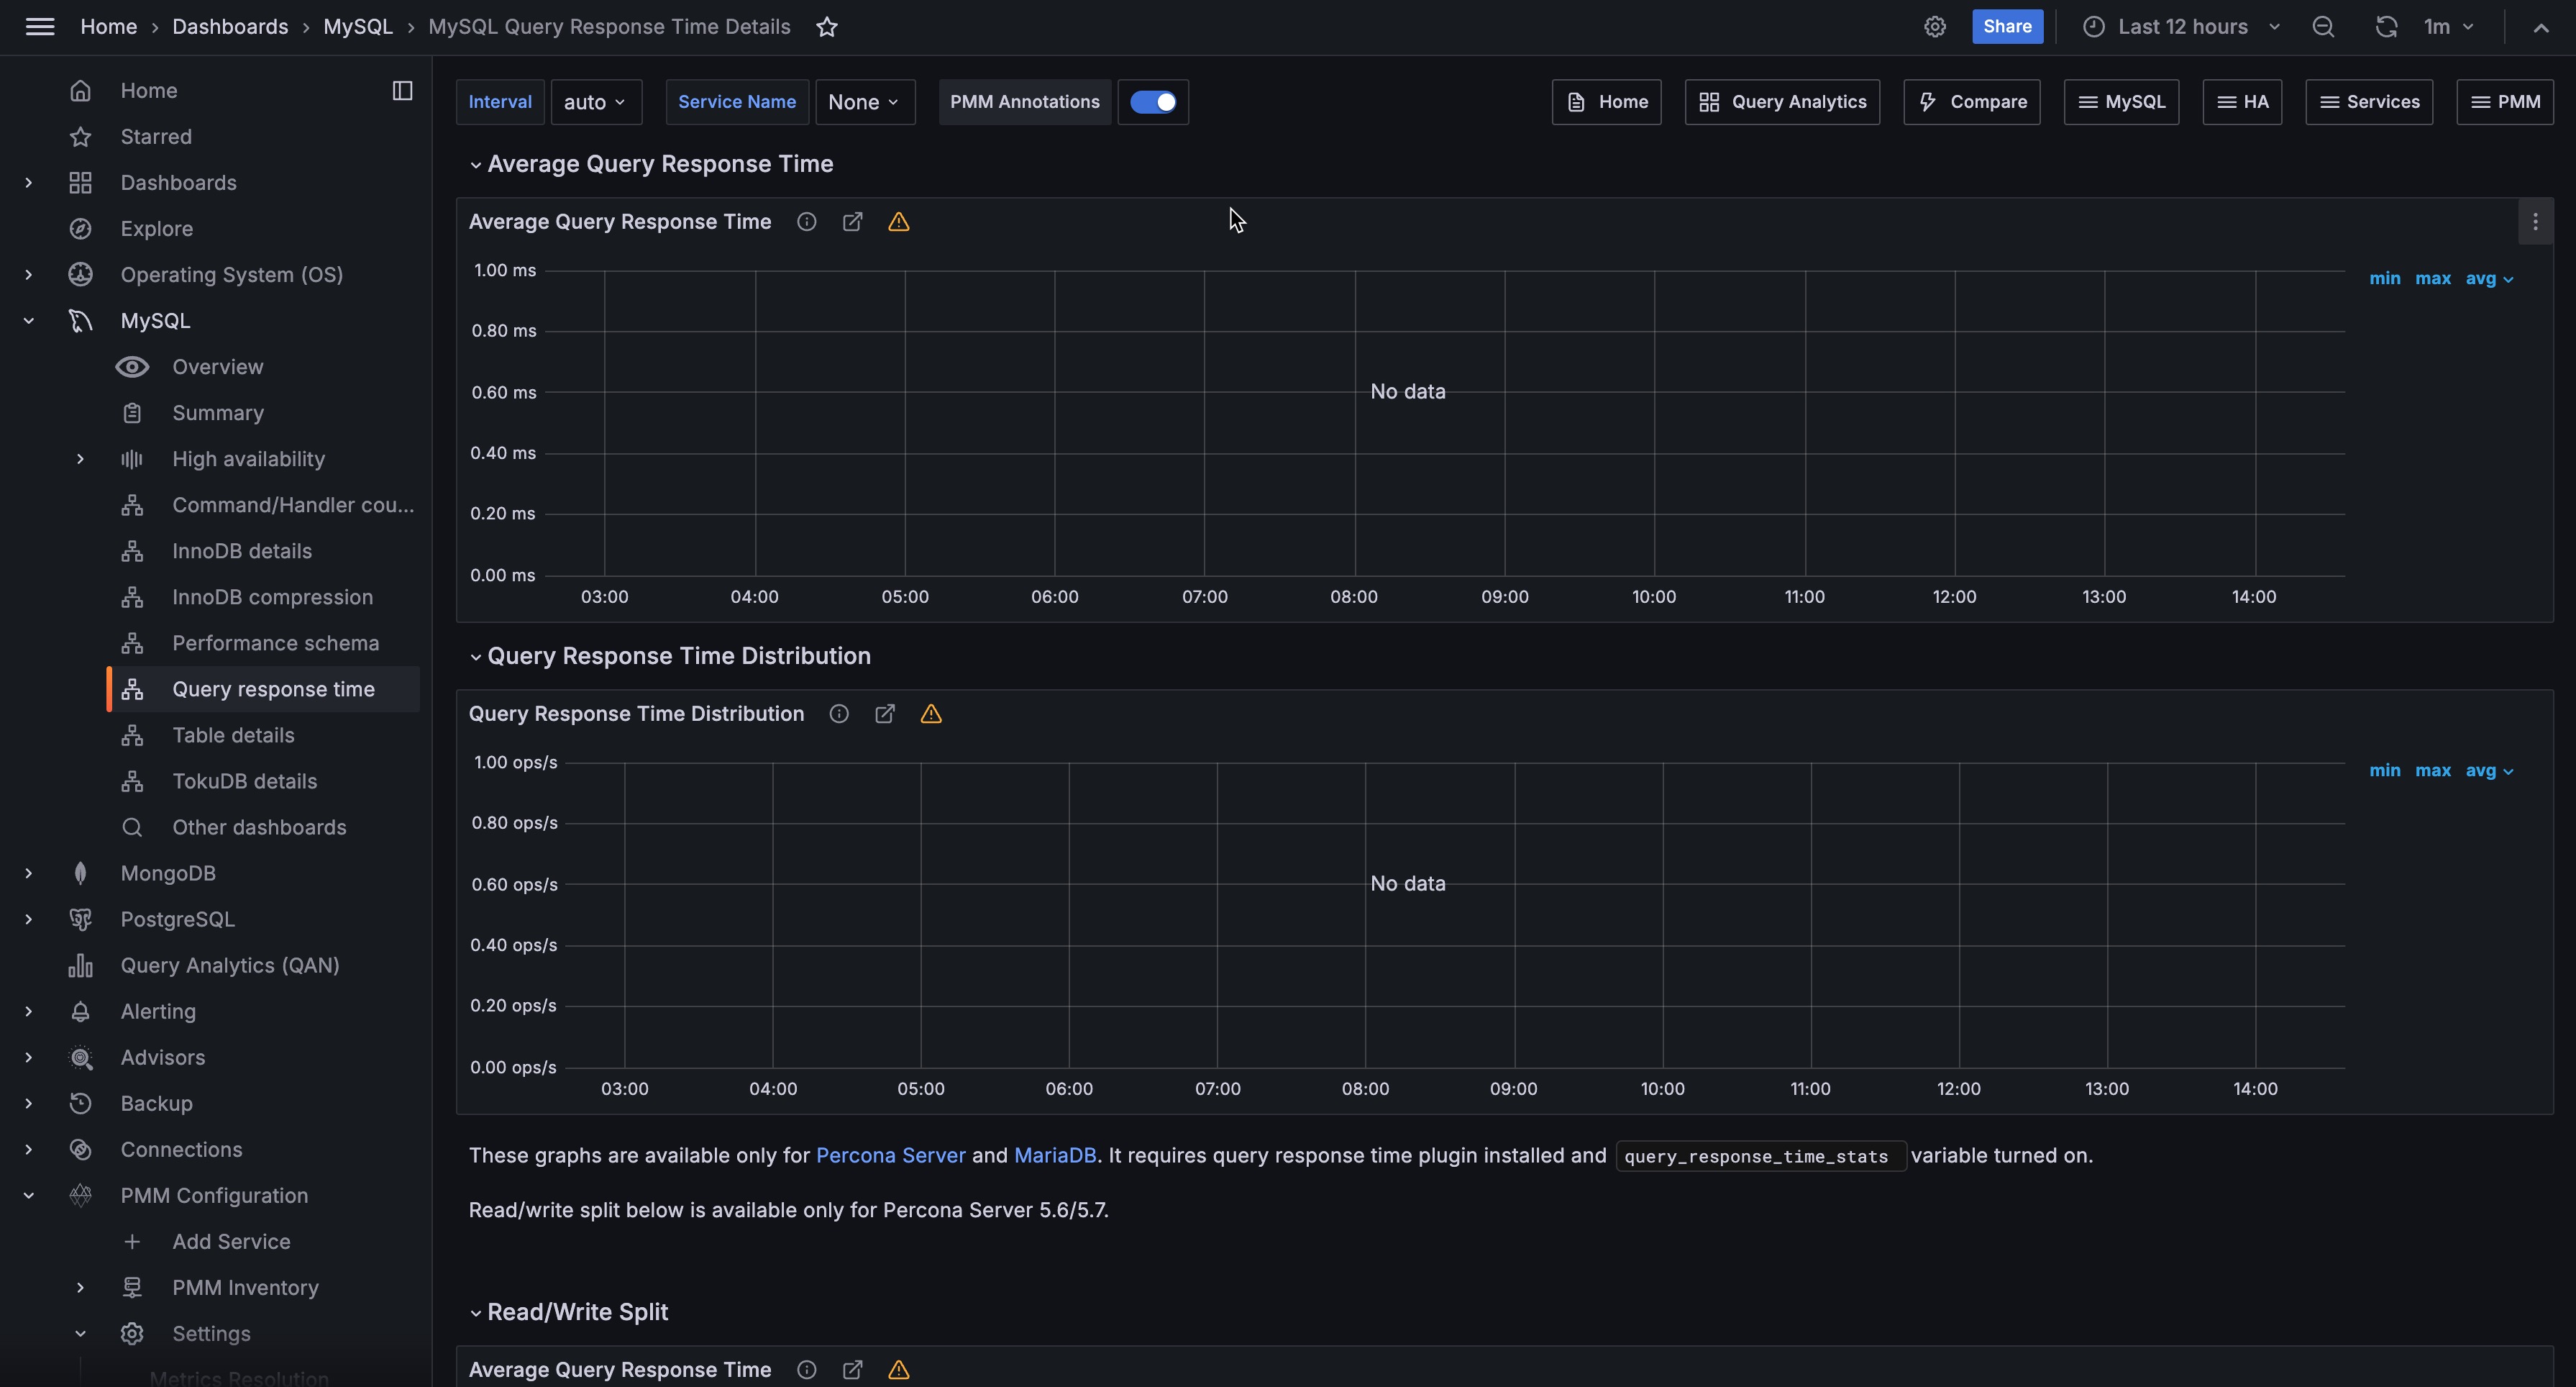 Home › Dashboards › MySQL › MySQL Query Response Time Details
Share
Last 12 hours
1m
Home
Starred
Dashboards
Explore
Operating System (OS)
MySQL
Overview
Summary
High availability
Command/Handler cou...
InnoDB details
InnoDB compression
Performance schema
Query response time
Table details
TokuDB details
Other dashboards
MongoDB
PostgreSQL
Query Analytics (QAN)
Alerting
Advisors
Backup
Connections
PMM Configuration
Add Service
PMM Inventory
Settings
Metrics Resolution
Interval auto Service Name None PMM Annotations
Home Query Analytics Compare MySQL HA Services PMM
Average Query Response Time
Average Query Response Time
1.00 ms
0.80 ms
0.60 ms
0.40 ms
0.20 ms
0.00 ms
No data
03:00 04:00 05:00 06:00 07:00 08:00 09:00 10:00 11:00 12:00 13:00 14:00
min max avg
Query Response Time Distribution
Query Response Time Distribution
1.00 ops/s
0.80 ops/s
0.60 ops/s
0.40 ops/s
0.20 ops/s
0.00 ops/s
No data
03:00 04:00 05:00 06:00 07:00 08:00 09:00 10:00 11:00 12:00 13:00 14:00
min max avg
These graphs are available only for Percona Server and MariaDB. It requires query response time plugin installed and query_response_time_stats variable turned on.
Read/write split below is available only for Percona Server 5.6/5.7.
Read/Write Split
Average Query Response Time